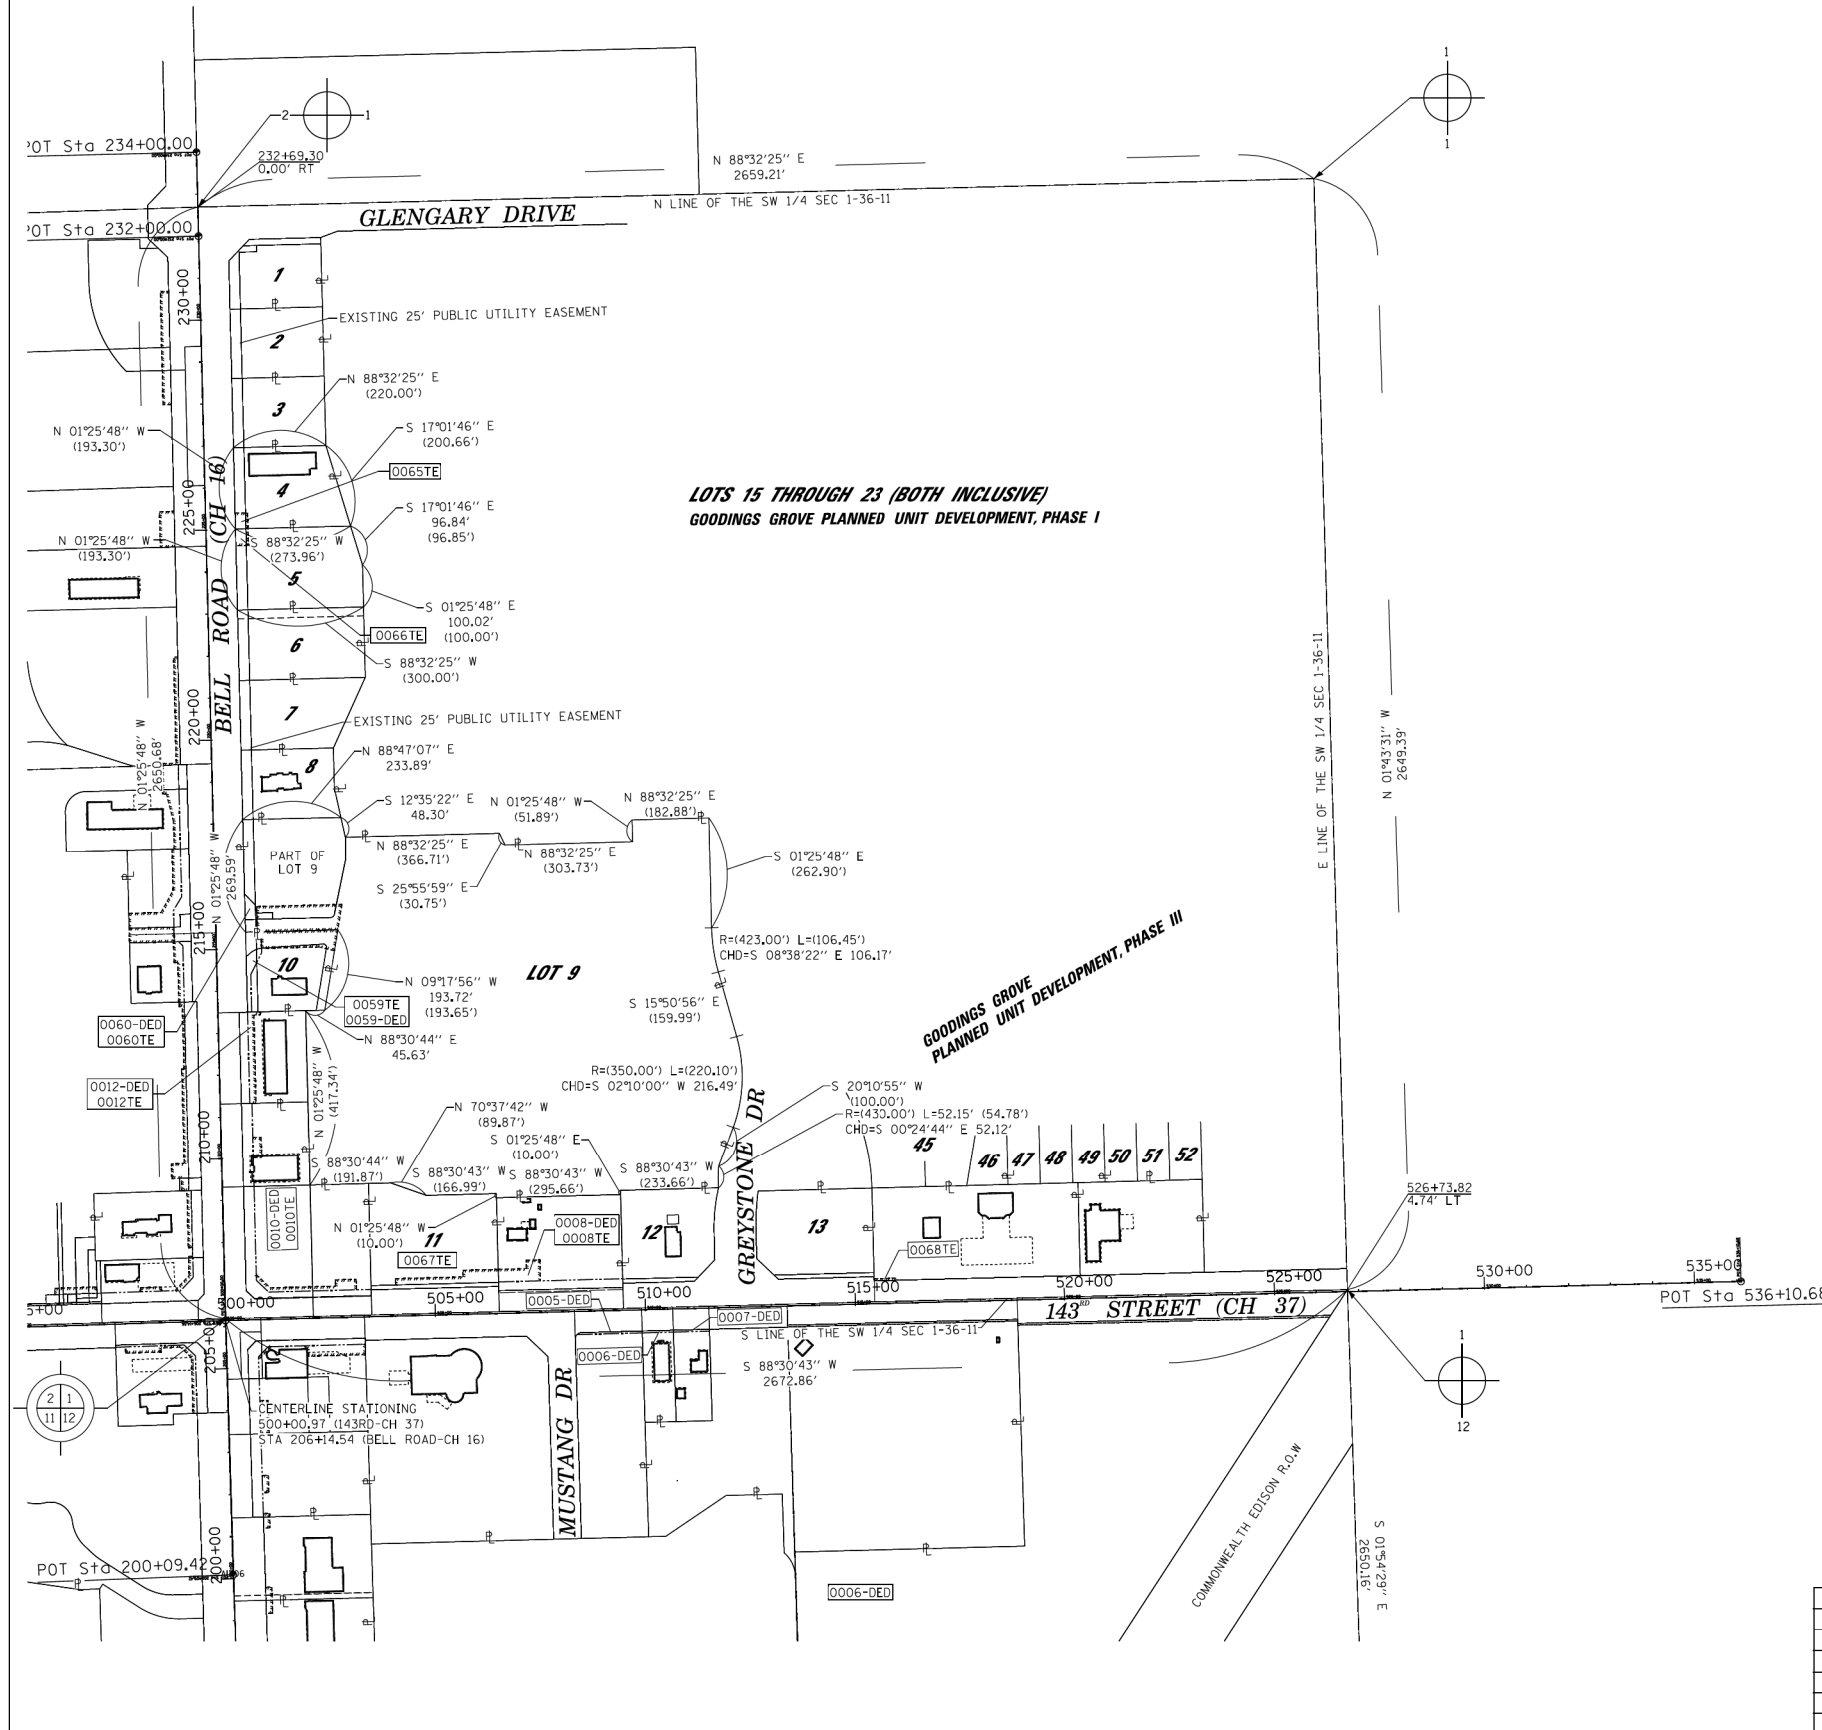 1
1
2
1
POT Sta 234+00.00
232+69.30
0.00' RT
N 88°32'25'' E
2659.21'
N LINE OF THE SW 1/4 SEC 1-36-11
GLENGARY DRIVE
POT Sta 232+00.00
1
230+00
EXISTING 25' PUBLIC UTILITY EASEMENT
2
N 88°32'25'' E
(220.00')
3
N 01°25'48'' W
(193.30')
S 17°01'46'' E
(200.66')
0065TE
4
225+00
BELL ROAD (CH 16)
LOTS 15 THROUGH 23 (BOTH INCLUSIVE)
GOODINGS GROVE PLANNED UNIT DEVELOPMENT, PHASE I
S 17°01'46'' E
96.84'
(96.85')
N 01°25'48'' W
(193.30')
S 88°32'25'' W
(273.96')
5
S 01°25'48'' E
100.02'
(100.00')
0066TE
6
S 88°32'25'' W
(300.00')
E LINE OF THE SW 1/4 SEC 1-36-11
N 01°43'31'' W
2649.39'
220+00
7
EXISTING 25' PUBLIC UTILITY EASEMENT
N 01°25'48'' W
2650.68'
N 88°47'07'' E
233.89'
8
S 12°35'22'' E
48.30'
N 01°25'48'' W
(51.89')
N 88°32'25'' E
(182.88')
N 01°25'48'' W
269.59'
PART OF
LOT 9
N 88°32'25'' E
(366.71')
N 88°32'25'' E
(303.73')
S 01°25'48'' E
(262.90')
S 25°55'59'' E
(30.75')
215+00
R=(423.00') L=(106.45')
CHD=S 08°38'22'' E 106.17'
GOODINGS GROVE
PLANNED UNIT DEVELOPMENT, PHASE III
10
LOT 9
N 09°17'56'' W
193.72'
(193.65')
0059TE
0059-DED
S 15°50'56'' E
(159.99')
0060-DED
0060TE
N 88°30'44'' E
45.63'
0012-DED
0012TE
N 01°25'48'' W
(417.34')
R=(350.00') L=(220.10')
CHD=S 02°10'00'' W 216.49'
S 20°10'55'' W
(100.00')
R=(430.00') L=52.15' (54.78')
CHD=S 00°24'44'' E 52.12'
N 70°37'42'' W
(89.87')
S 01°25'48'' E
(10.00')
210+00
S 88°30'44'' W
(191.87')
S 88°30'43'' W
(166.99')
S 88°30'43'' W
(295.66')
S 88°30'43'' W
(233.66')
GREYSTONE DR
45
46
47
48
49
50
51
52
526+73.82
4.74' LT
0010-DED
0010TE
N 01°25'48'' W
(10.00')
11
0067TE
0008-DED
0008TE
12
13
0068TE
505+00
510+00
515+00
520+00
525+00
530+00
535+00
POT Sta 536+10.68
0005-DED
0007-DED
143RD STREET (CH 37)
S LINE OF THE SW 1/4 SEC 1-36-11
205+00
0006-DED
S 88°30'43'' W
2672.86'
MUSTANG DR
2 1
11 12
CENTERLINE STATIONING
500+00.97 (143RD-CH 37)
STA 206+14.54 (BELL ROAD-CH 16)
1
12
COMMONWEALTH EDISON R.O.W
S 01°54'29'' E
2650.16'
200+00
POT Sta 200+09.42
0006-DED